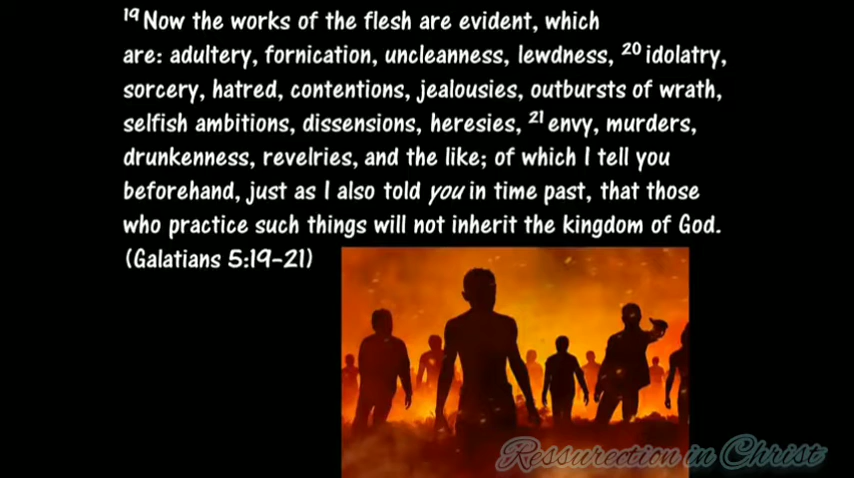 19 Now the works of the flesh are evident, which
are: adultery, fornication, uncleanness, lewdness, 20 idolatry,
sorcery, hatred, contentions, jealousies, outbursts of wrath,
selfish ambitions, dissensions, heresies, 21 envy, murders,
drunkenness, revelries, and the like; of which I tell you
beforehand, just as I also told you in time past, that those
who practice such things will not inherit the kingdom of God.
(Galatians 5:19-21)
Ressurection in Christ